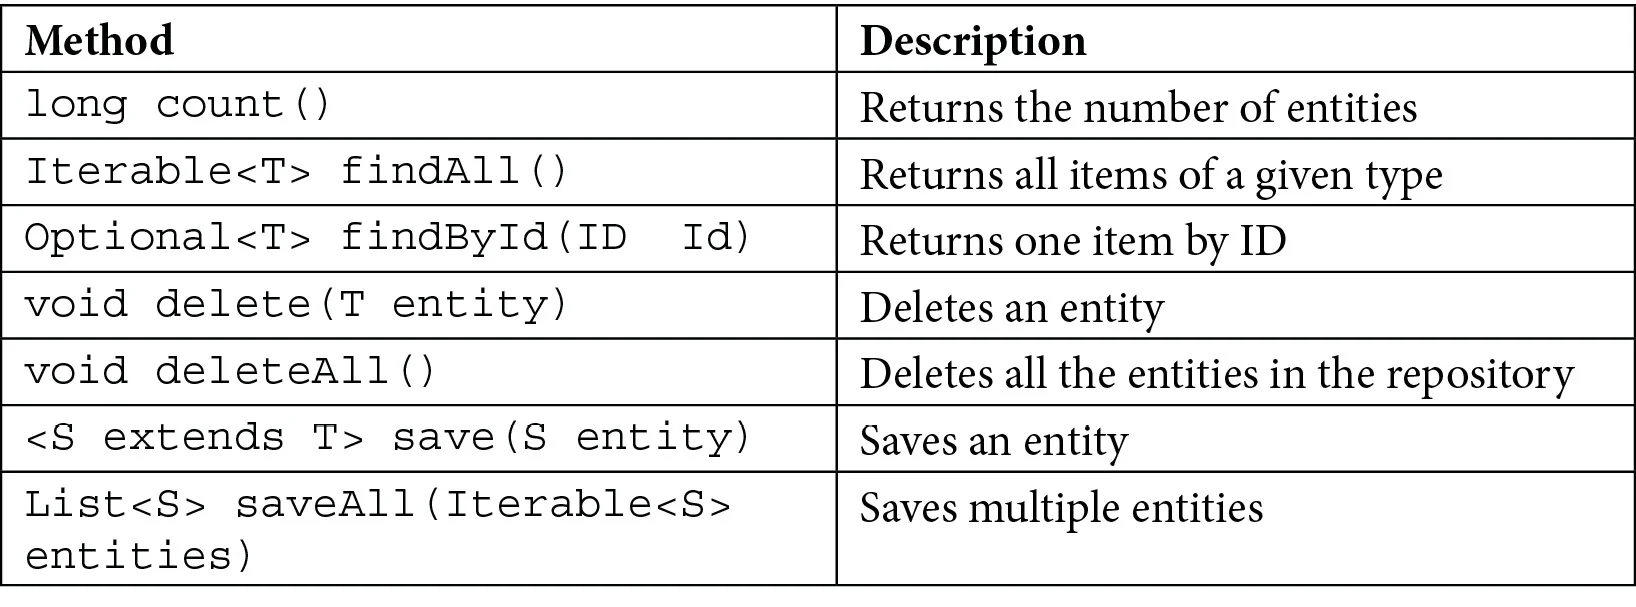 Method Description
long count() Returns the number of entities
Iterable<T> findAll() Returns all items of a given type
Optional<T> findById(ID  Id) Returns one item by ID
void delete(T entity) Deletes an entity
void deleteAll() Deletes all the entities in the repository
<S extends T> save(S entity) Saves an entity
List<S> saveAll(Iterable<S> Saves multiple entities
entities)